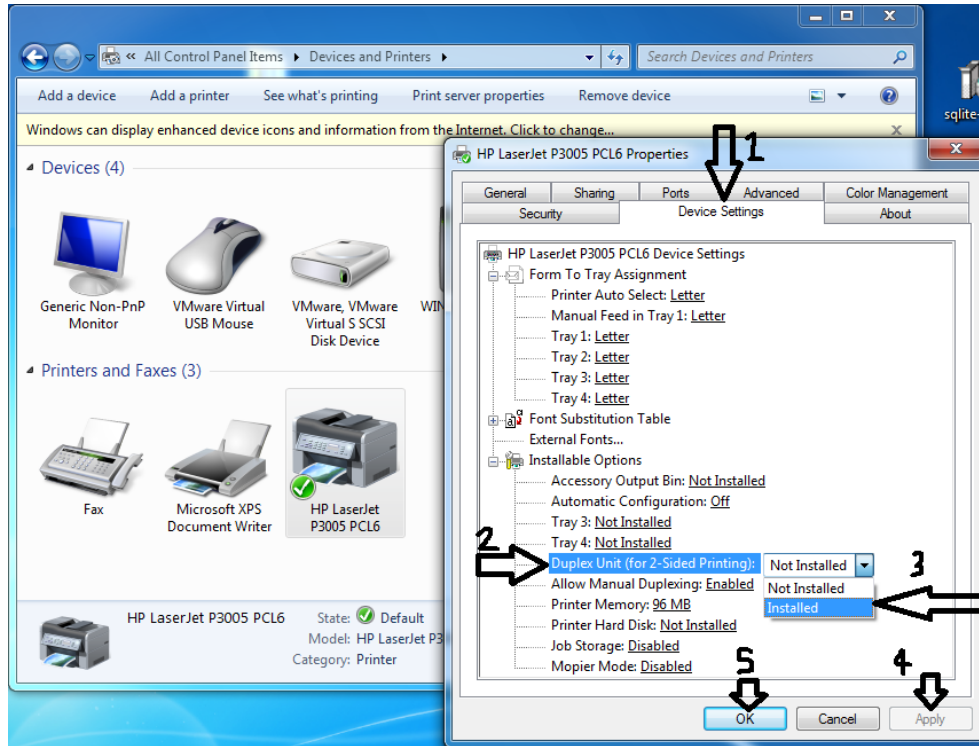 « All Control Panel Items ▸ Devices and Printers ▸
Search Devices and Printers
Add a device Add a printer See what's printing Print server properties Remove device
Windows can display enhanced device icons and information from the Internet. Click to change...
Devices (4)
Generic Non-PnP
Monitor
VMware Virtual
USB Mouse
VMware, VMware
Virtual S SCSI
Disk Device
WIN
Printers and Faxes (3)
Fax
Microsoft XPS
Document Writer
HP LaserJet
P3005 PCL6
HP LaserJet P3005 PCL6
State: Default
Model: HP LaserJet P3
Category: Printer
sqlite-
HP LaserJet P3005 PCL6 Properties
1
General Sharing Ports Advanced Color Management
Security Device Settings About
HP LaserJet P3005 PCL6 Device Settings
Form To Tray Assignment
Printer Auto Select: Letter
Manual Feed in Tray 1: Letter
Tray 1: Letter
Tray 2: Letter
Tray 3: Letter
Tray 4: Letter
Font Substitution Table
External Fonts...
Installable Options
Accessory Output Bin: Not Installed
Automatic Configuration: Off
Tray 3: Not Installed
Tray 4: Not Installed
2
Duplex Unit (for 2-Sided Printing): Not Installed
3
Not Installed
Installed
Allow Manual Duplexing: Enabled
Printer Memory: 96 MB
Printer Hard Disk: Not Installed
Job Storage: Disabled
Mopier Mode: Disabled
5
4
OK Cancel Apply